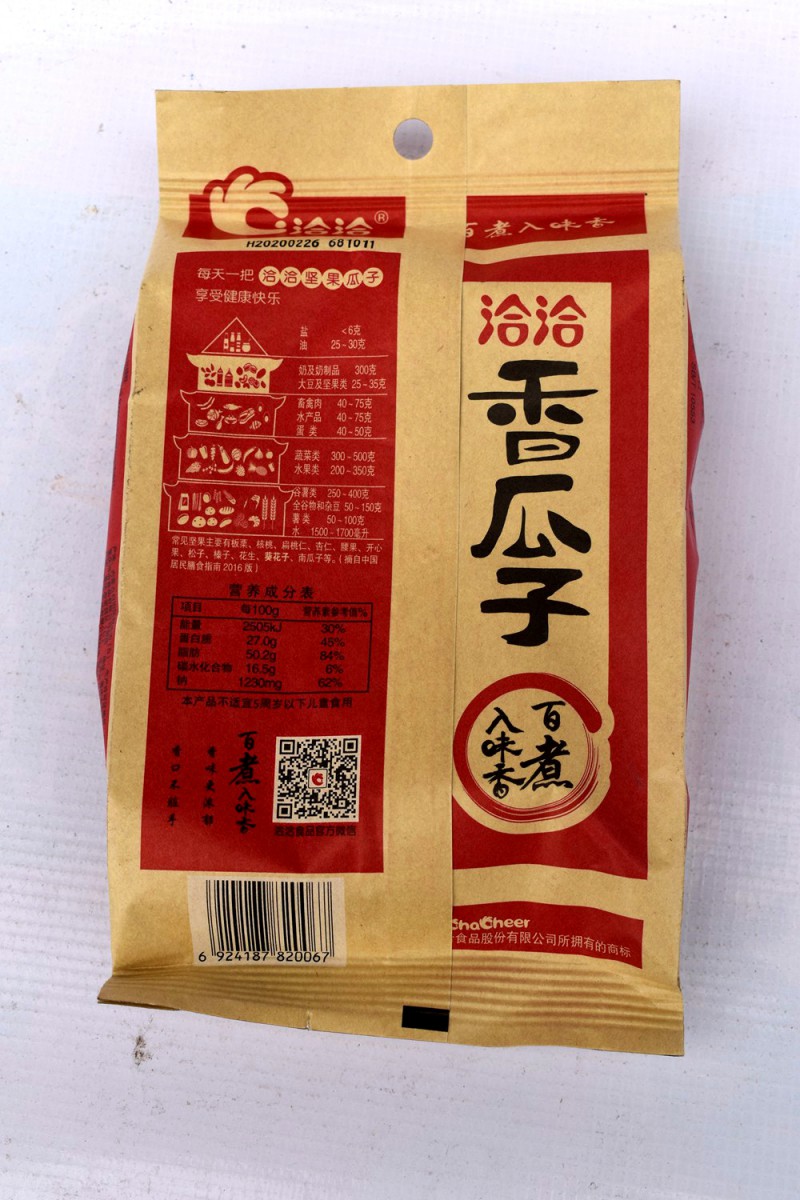 洽洽®
H20200226 681011
每天一把 洽洽坚果瓜子
享受健康快乐
盐 <6克
油 25~30克
奶及奶制品 300克
大豆及坚果类 25~35克
畜禽肉 40~75克
水产品 40~75克
蛋 类 40~50克
蔬菜类 300~500克
水果类 200~350克
谷薯类 250~400克
全谷物和杂豆 50~150克
薯类 50~100克
水 1500~1700毫升
常见坚果主要有板栗、核桃、扁桃仁、杏仁、腰果、开心
果、松子、榛子、花生、葵花子、南瓜子等。(摘自中国
居民膳食指南2016版)
营养成分表
项目 每100g 营养素参考值%
能量 2505kJ 30%
蛋白质 27.0g 45%
脂肪 50.2g 84%
碳水化合物 16.5g 6%
钠 1230mg 62%
本产品不适宜5周岁以下儿童食用
百煮入味香
香味更浓郁
香口不脏手
洽洽食品官方微信
6 924187 820067
百煮入味香
洽洽
香瓜子
百煮
入味香
ChaCheer
食品股份有限公司所拥有的商标